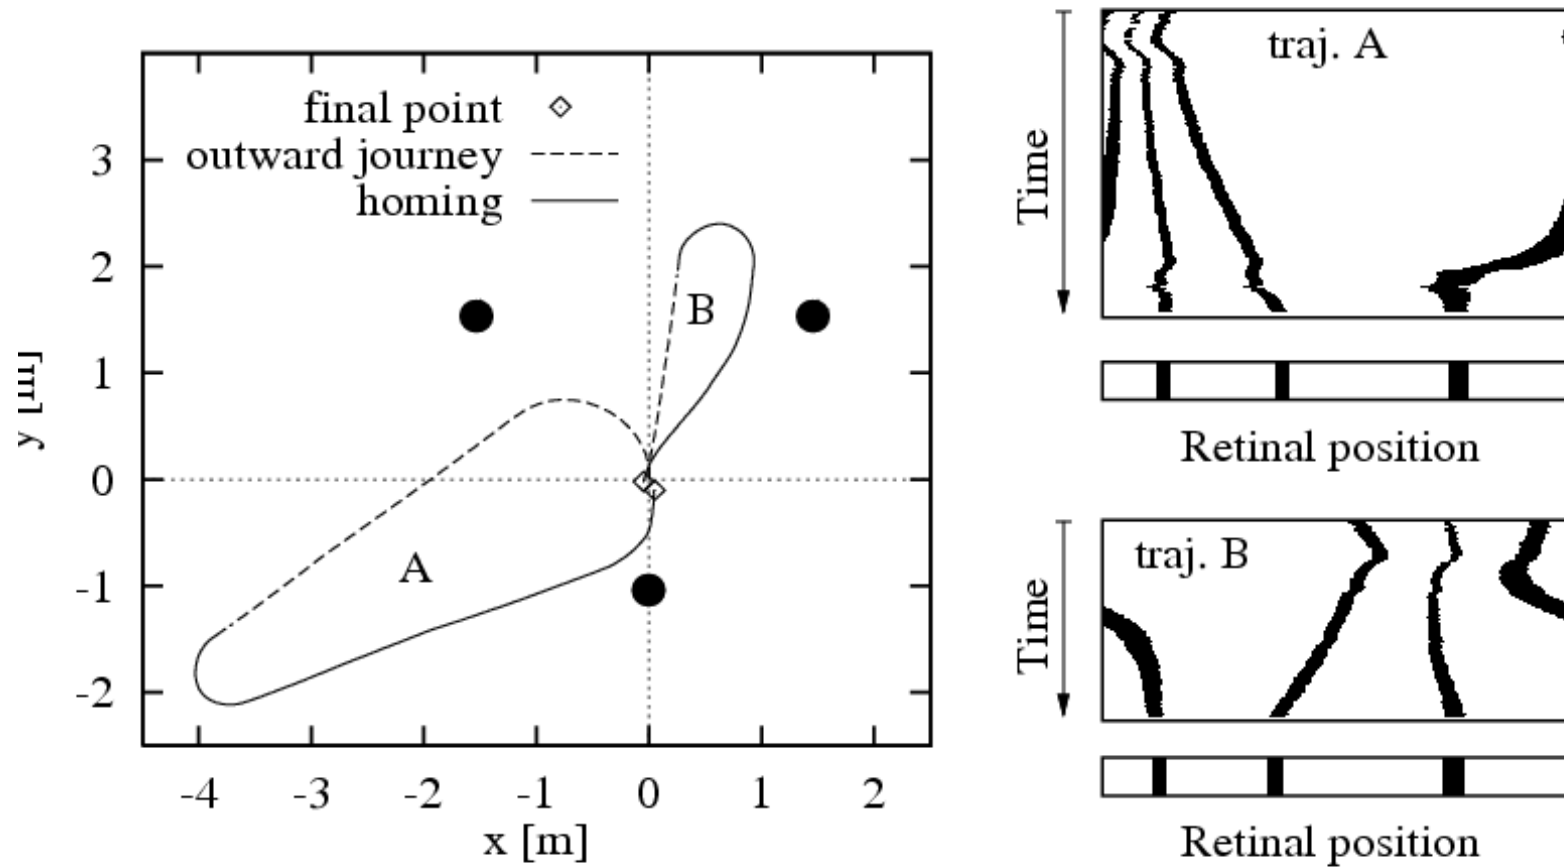 final point
outward journey
homing
3
2
1
0
-1
-2
y [m]
B
A
-4
-3
-2
-1
0
1
2
x [m]
traj. A
Time
Retinal position
traj. B
Time
Retinal position